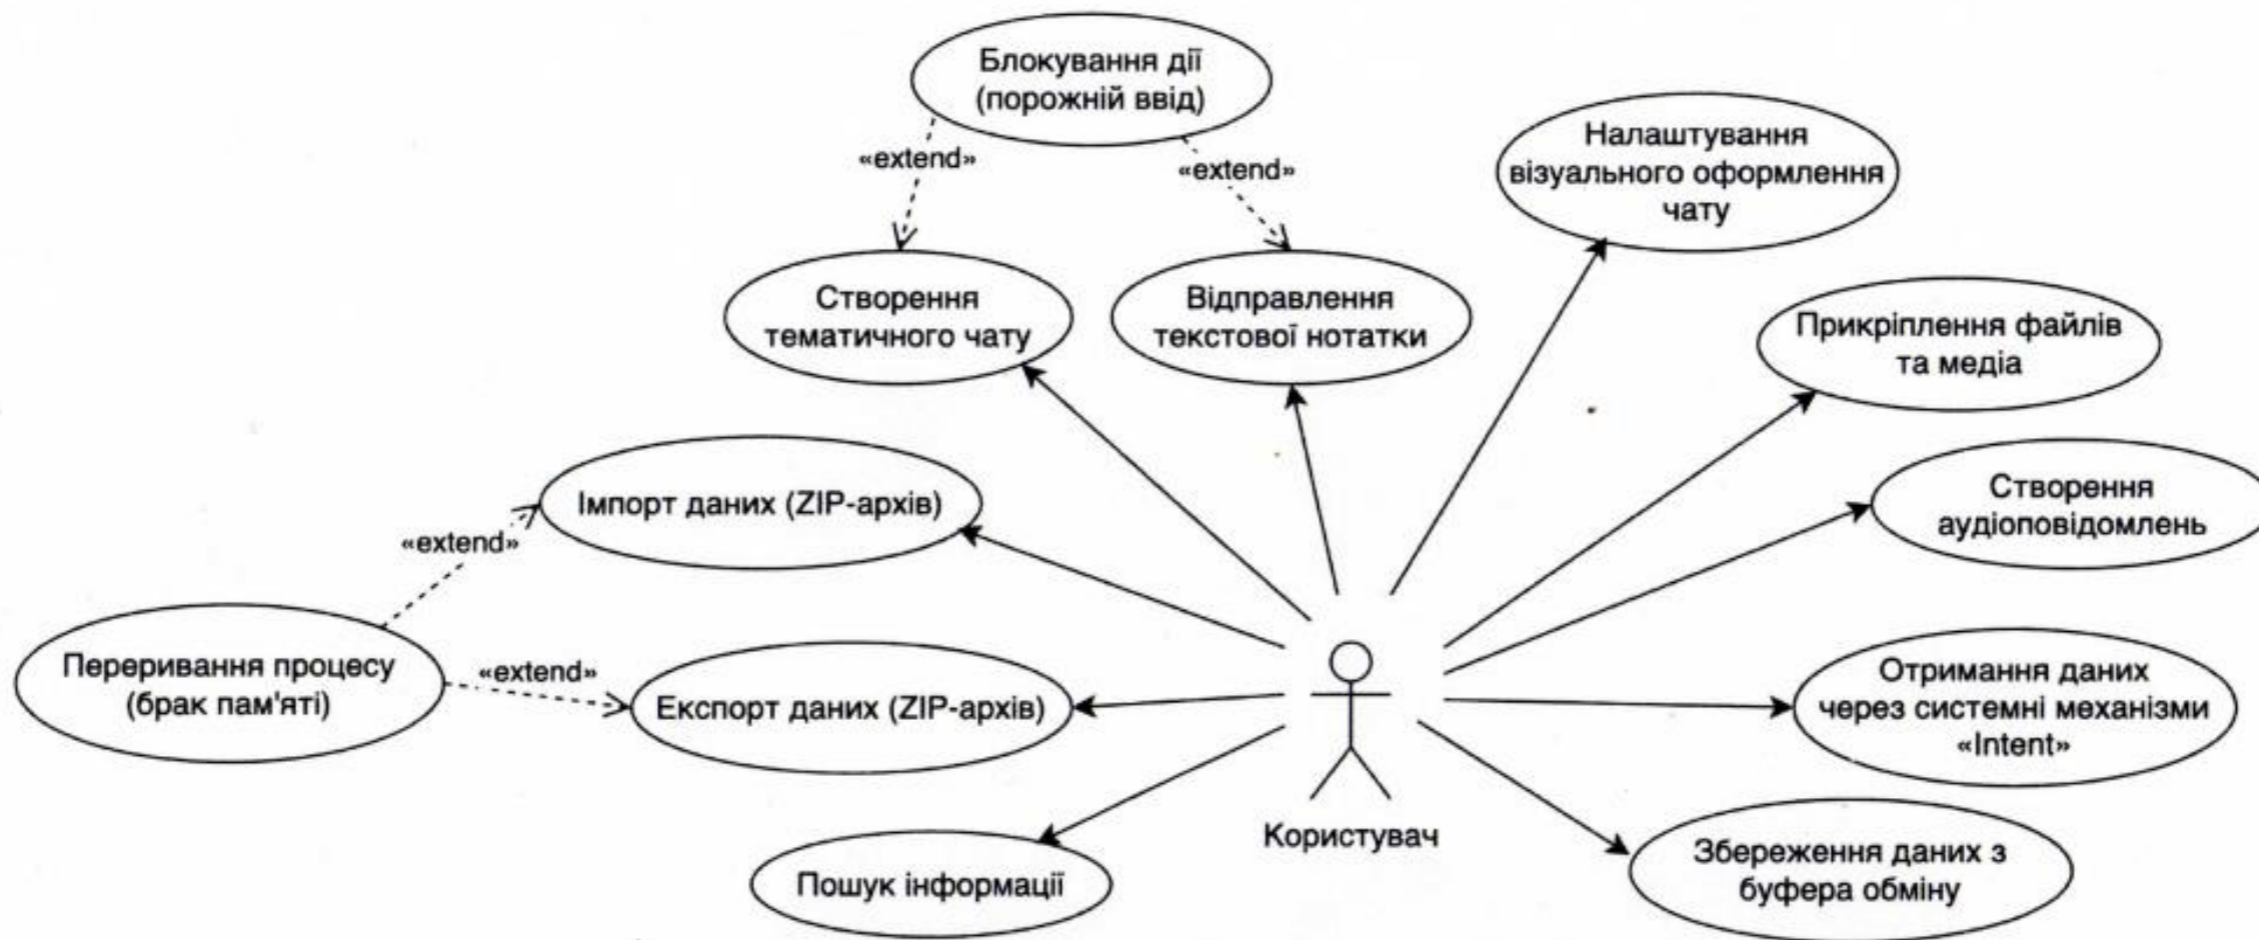 Блокування дії
(порожній ввід)
«extend»
«extend»
Налаштування
візуального оформлення
чату
Створення
тематичного чату
Відправлення
текстової нотатки
Прикріплення файлів
та медіа
Імпорт даних (ZIP-архів)
Створення
аудіоповідомлень
«extend»
Переривання процесу
(брак пам'яті)
«extend»
Експорт даних (ZIP-архів)
Отримання даних
через системні механізми
«Intent»
Користувач
Пошук інформації
Збереження даних з
буфера обміну